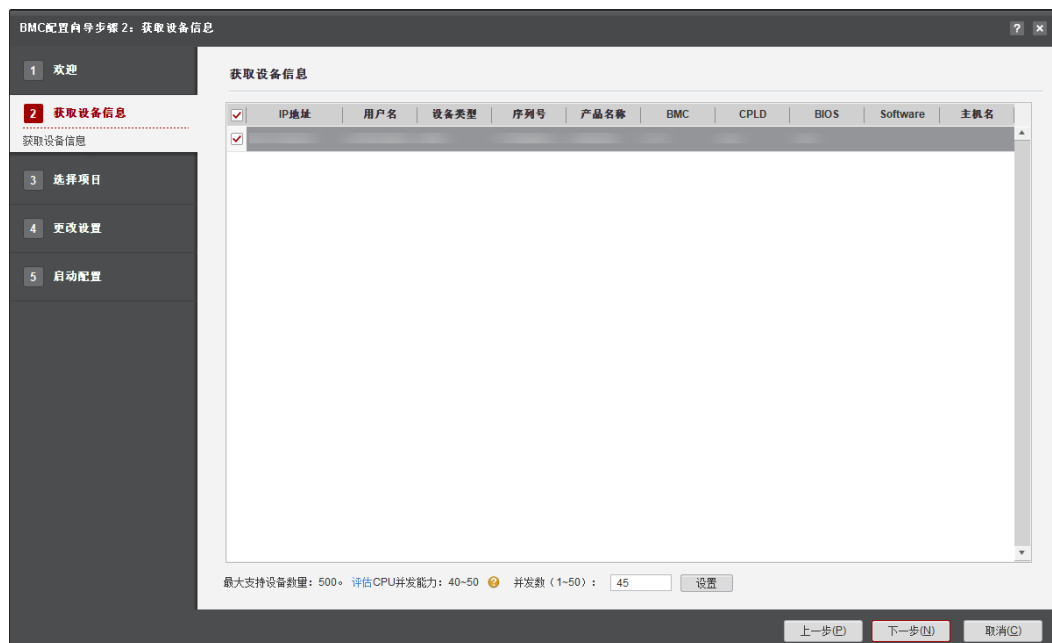 BMC配置向导步骤 2：获取设备信息
? ×
1 欢迎
2 获取设备信息
获取设备信息
3 选择项目
4 更改设置
5 启动配置
获取设备信息
IP地址 用户名 设备类型 序列号 产品名称 BMC CPLD BIOS Software 主机名
最大支持设备数量：500。 评估CPU并发能力：40~50 ? 并发数（1~50）： 45 设置
上一步(P) 下一步(N) 取消(C)